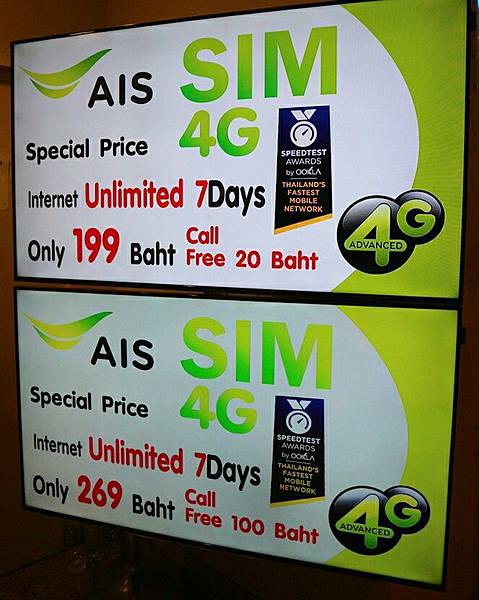 AIS
SIM
4G
Special Price
Internet Unlimited 7Days
Only 199 Baht
Call
Free 20 Baht
SPEEDTEST
AWARDS
by OOKLA
THAILAND'S
FASTEST
MOBILE
NETWORK
4G
ADVANCED
AIS
SIM
4G
Special Price
Internet Unlimited 7Days
Only 269 Baht
Call
Free 100 Baht
SPEEDTEST
AWARDS
by OOKLA
THAILAND'S
FASTEST
MOBILE
NETWORK
4G
ADVANCED